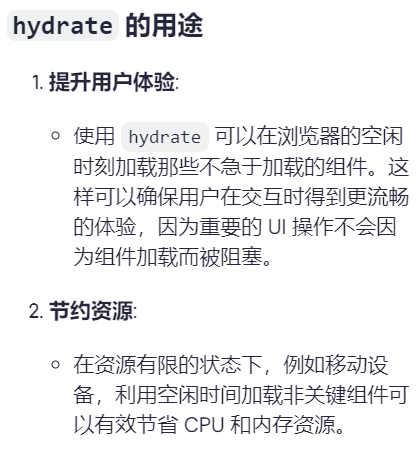 hydrate 的用途
1. 提升用户体验:
使用 hydrate 可以在浏览器的空闲
时刻加载那些不急于加载的组件。这
样可以确保用户在交互时得到更流畅
的体验，因为重要的 UI 操作不会因
为组件加载而被阻塞。
2. 节约资源:
在资源有限的状态下，例如移动设
备，利用空闲时间加载非关键组件可
以有效节省 CPU 和内存资源。